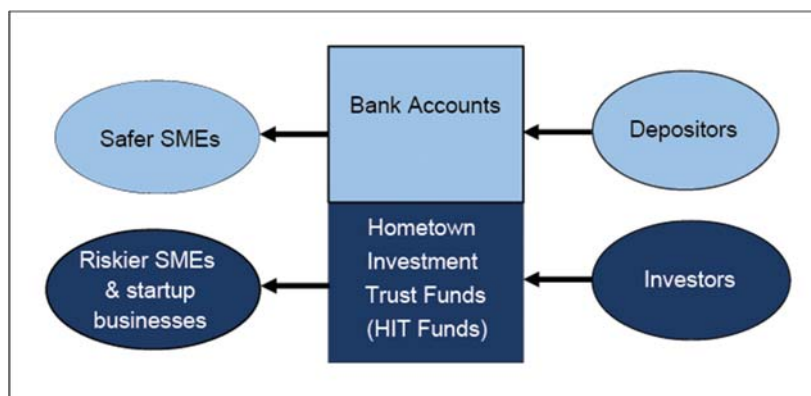 Bank Accounts
Safer SMEs
Depositors
Hometown
Investment
Trust Funds
(HIT Funds)
Riskier SMEs
& startup
businesses
Investors